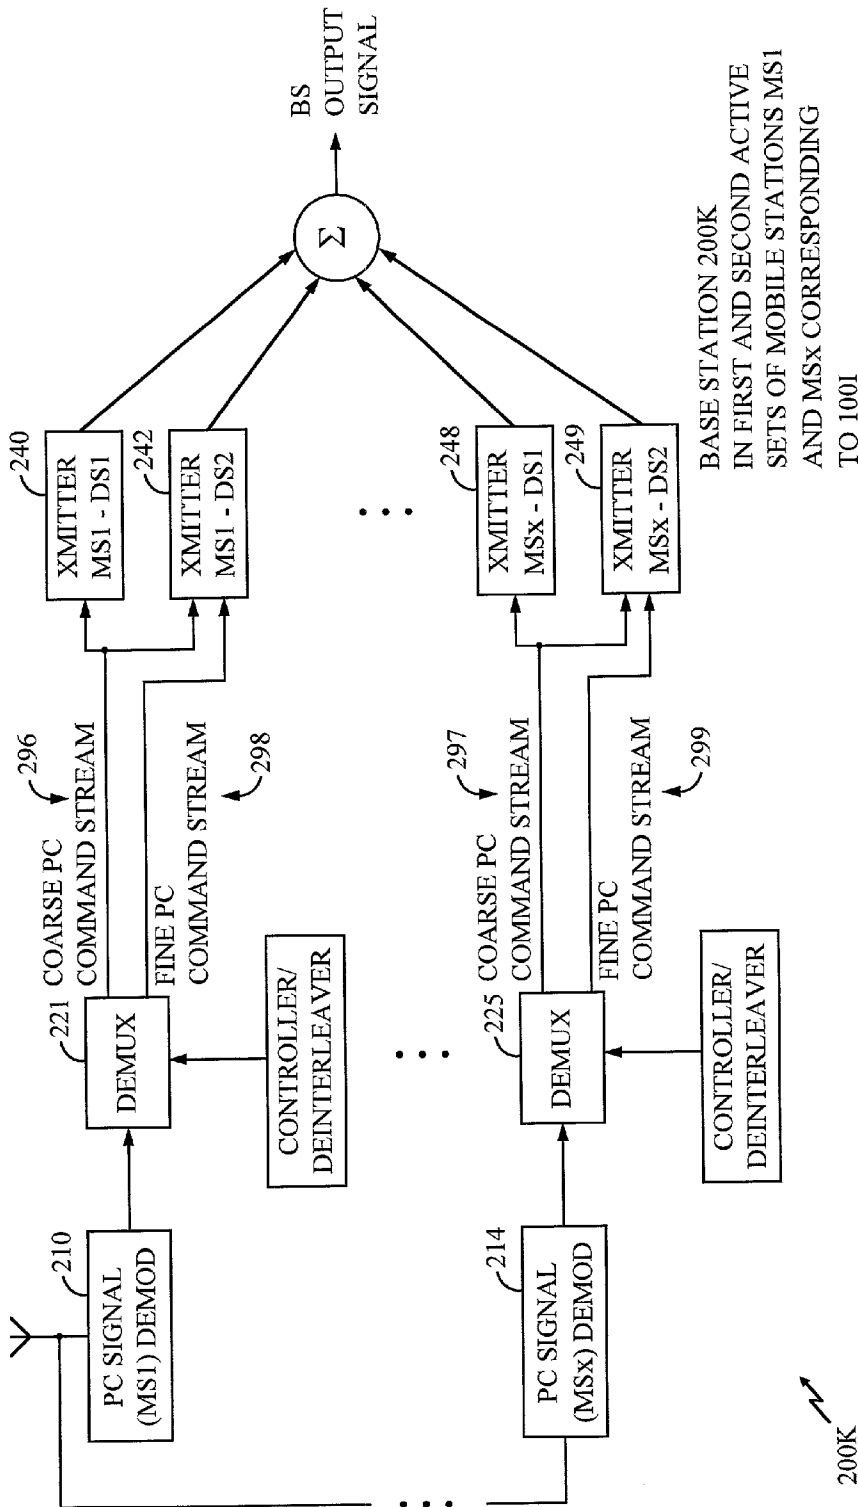 210
PC SIGNAL
(MS1) DEMOD
221
DEMUX
CONTROLLER/
DEINTERLEAVER
COARSE PC
COMMAND STREAM
296
FINE PC
COMMAND STREAM
298
240
XMITTER
MS1 - DS1
242
XMITTER
MS1 - DS2
214
PC SIGNAL
(MSx) DEMOD
225
DEMUX
CONTROLLER/
DEINTERLEAVER
COARSE PC
COMMAND STREAM
297
FINE PC
COMMAND STREAM
299
248
XMITTER
MSx - DS1
249
XMITTER
MSx - DS2
Σ
BS
OUTPUT
SIGNAL
200K
BASE STATION 200K
IN FIRST AND SECOND ACTIVE
SETS OF MOBILE STATIONS MS1
AND MSx CORRESPONDING
TO 100I